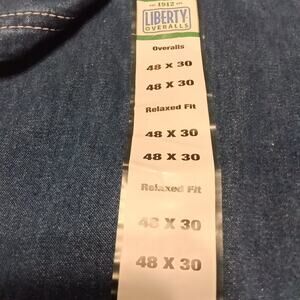 1912
LIBERTY
OVERALLS
Overalls
48 X 30
48 X 30
Relaxed Fit
48 X 30
48 X 30
Relaxed Fit
48 X 30
48 X 30